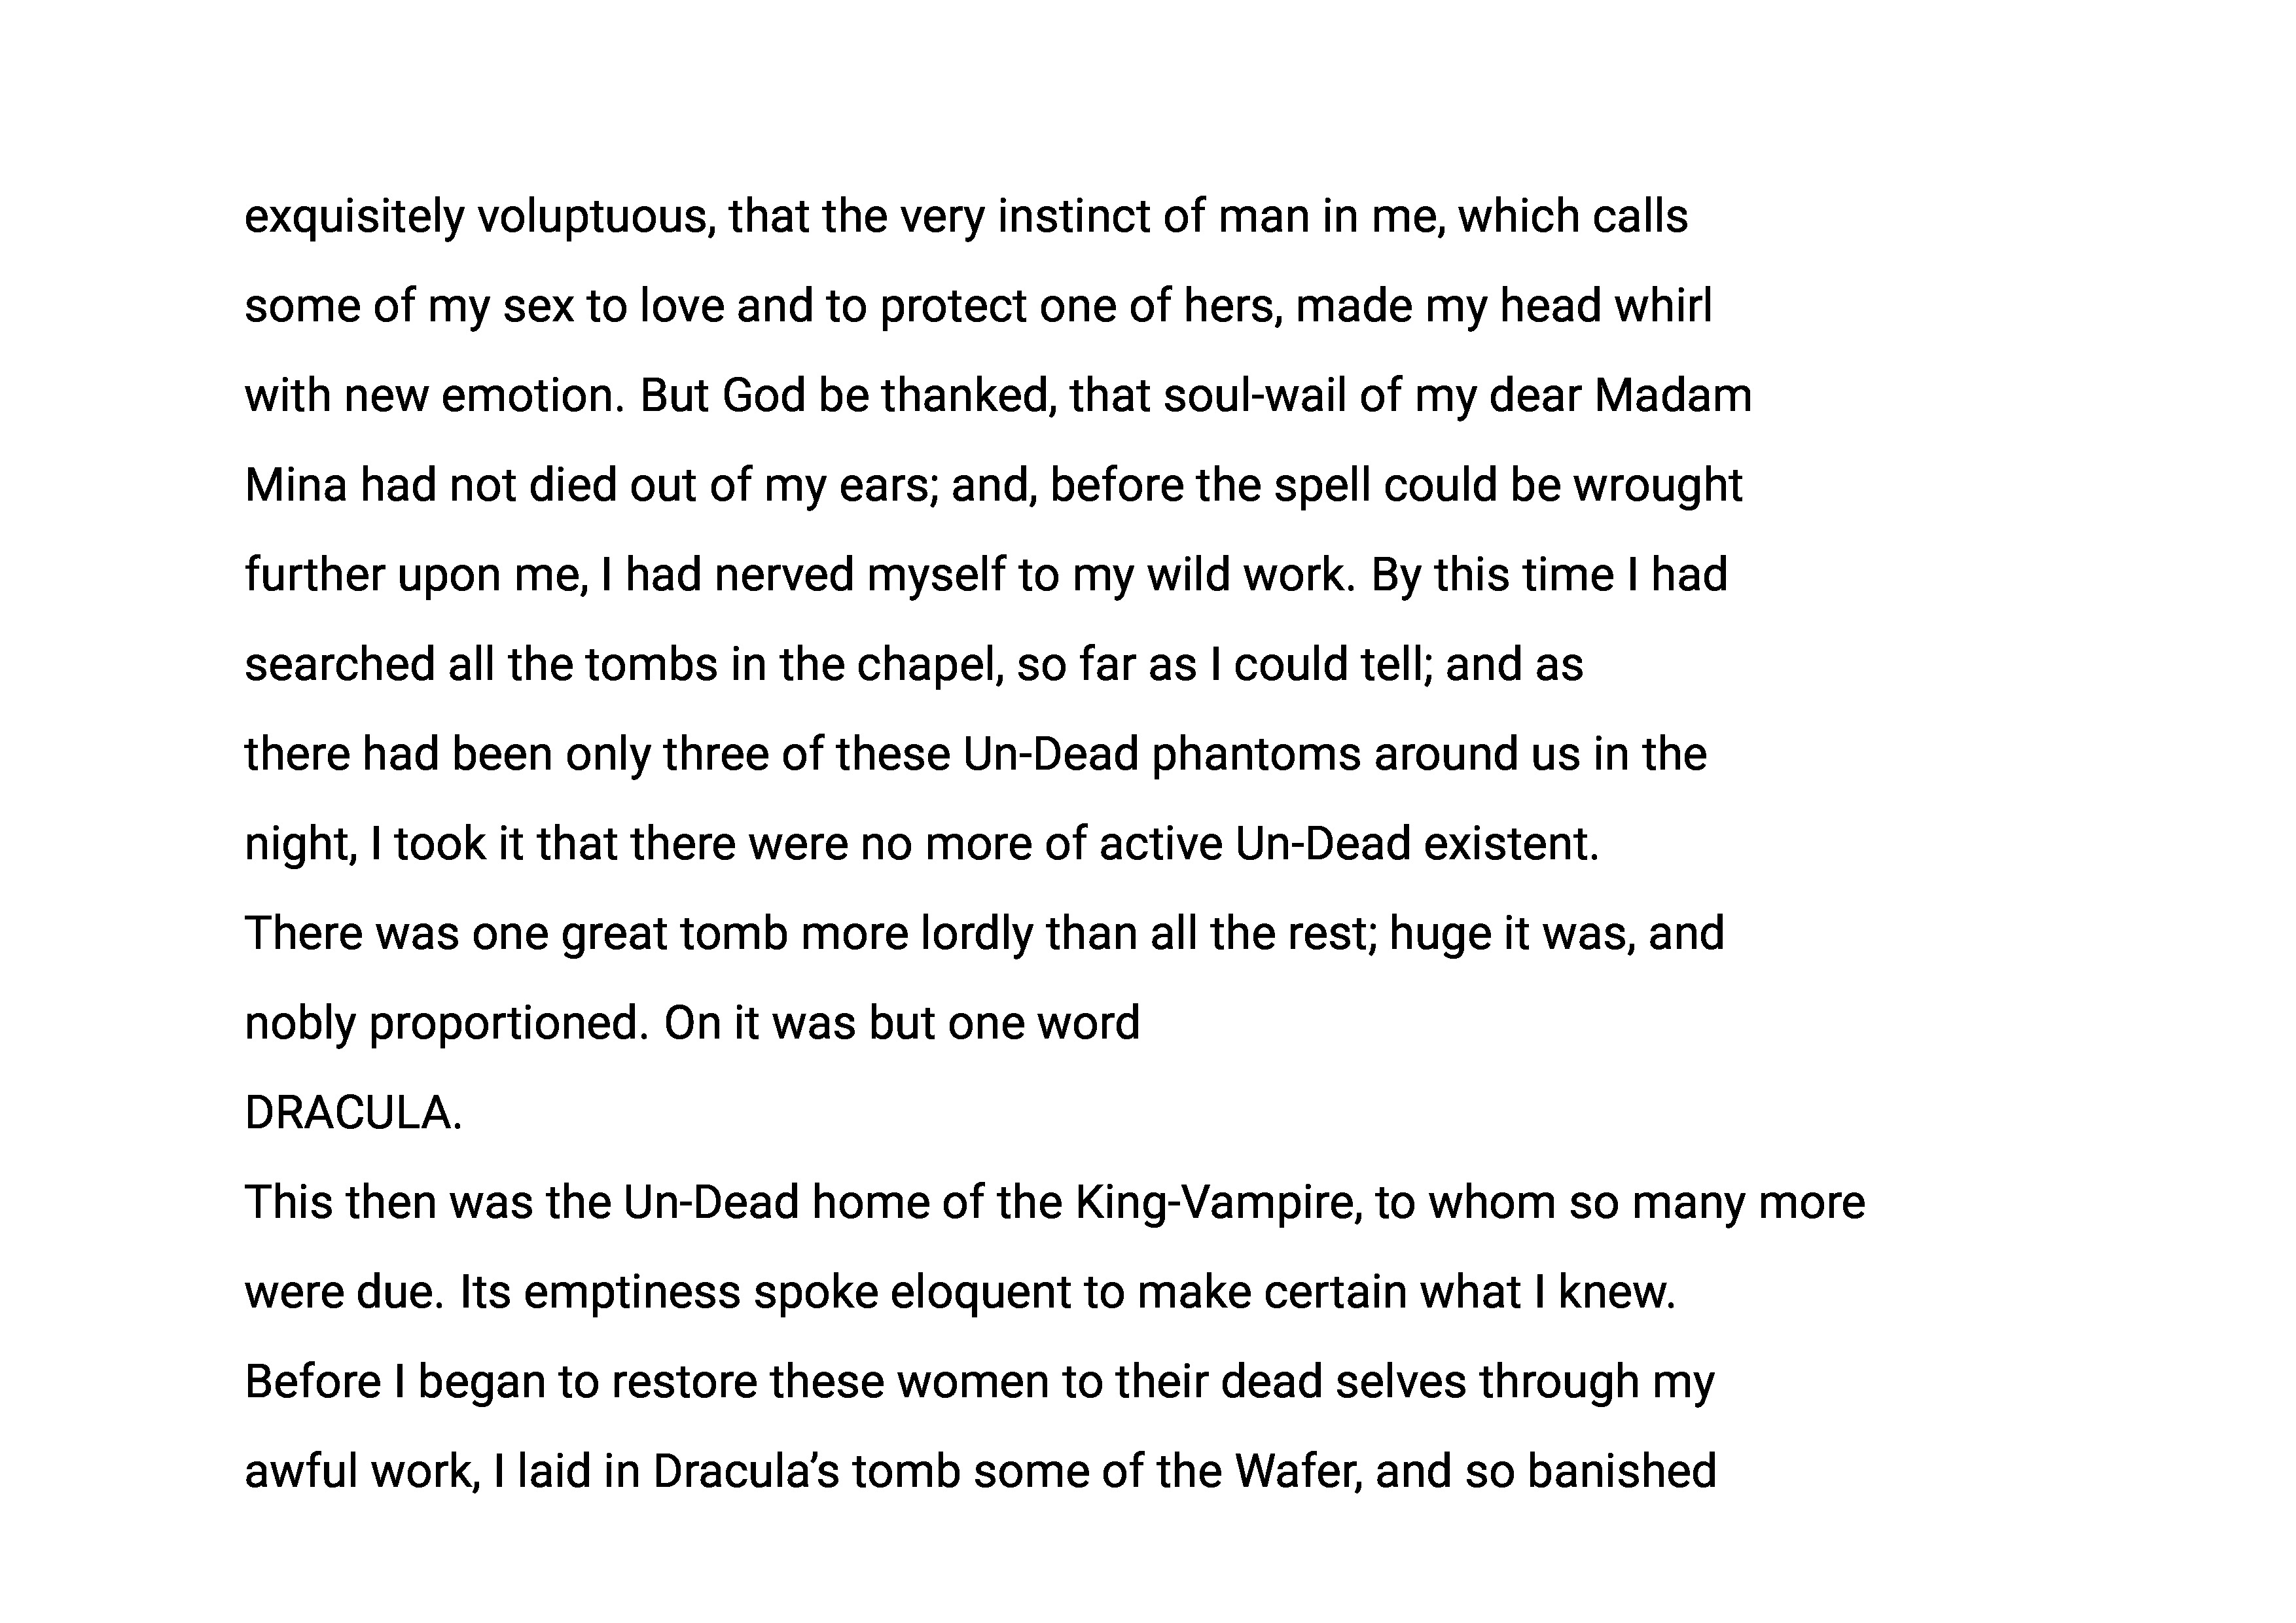 exquisitely voluptuous, that the very instinct of man in me, which calls
some of my sex to love and to protect one of hers, made my head whirl
with new emotion. But God be thanked, that soul-wail of my dear Madam
Mina had not died out of my ears; and, before the spell could be wrought
further upon me, I had nerved myself to my wild work. By this time I had
searched all the tombs in the chapel, so far as I could tell; and as
there had been only three of these Un-Dead phantoms around us in the
night, I took it that there were no more of active Un-Dead existent.
There was one great tomb more lordly than all the rest; huge it was, and
nobly proportioned. On it was but one word
DRACULA.
This then was the Un-Dead home of the King-Vampire, to whom so many more
were due. Its emptiness spoke eloquent to make certain what I knew.
Before I began to restore these women to their dead selves through my
awful work, I laid in Dracula’s tomb some of the Wafer, and so banished